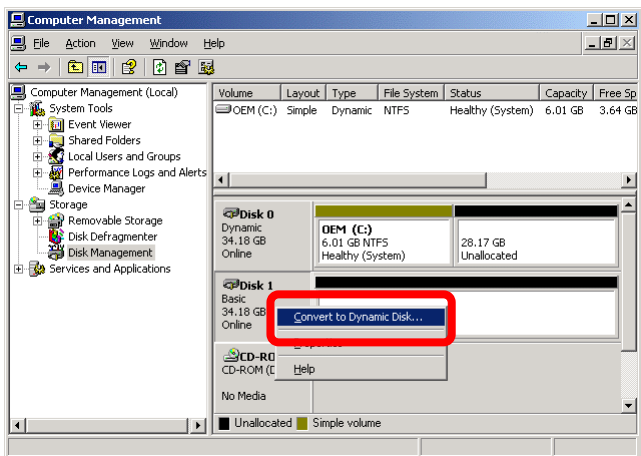 Computer Management
File Action View Window Help
Computer Management (Local)
System Tools
Event Viewer
Shared Folders
Local Users and Groups
Performance Logs and Alerts
Device Manager
Storage
Removable Storage
Disk Defragmenter
Disk Management
Services and Applications
Volume Layout Type File System Status Capacity Free Sp
OEM (C:) Simple Dynamic NTFS Healthy (System) 6.01 GB 3.64 GB
Disk 0
Dynamic
34.18 GB
Online
OEM (C:)
6.01 GB NTFS
Healthy (System)
28.17 GB
Unallocated
Disk 1
Basic
34.18 GB
Online
Convert to Dynamic Disk...
Help
CD-RO
CD-ROM (D
No Media
Unallocated Simple volume